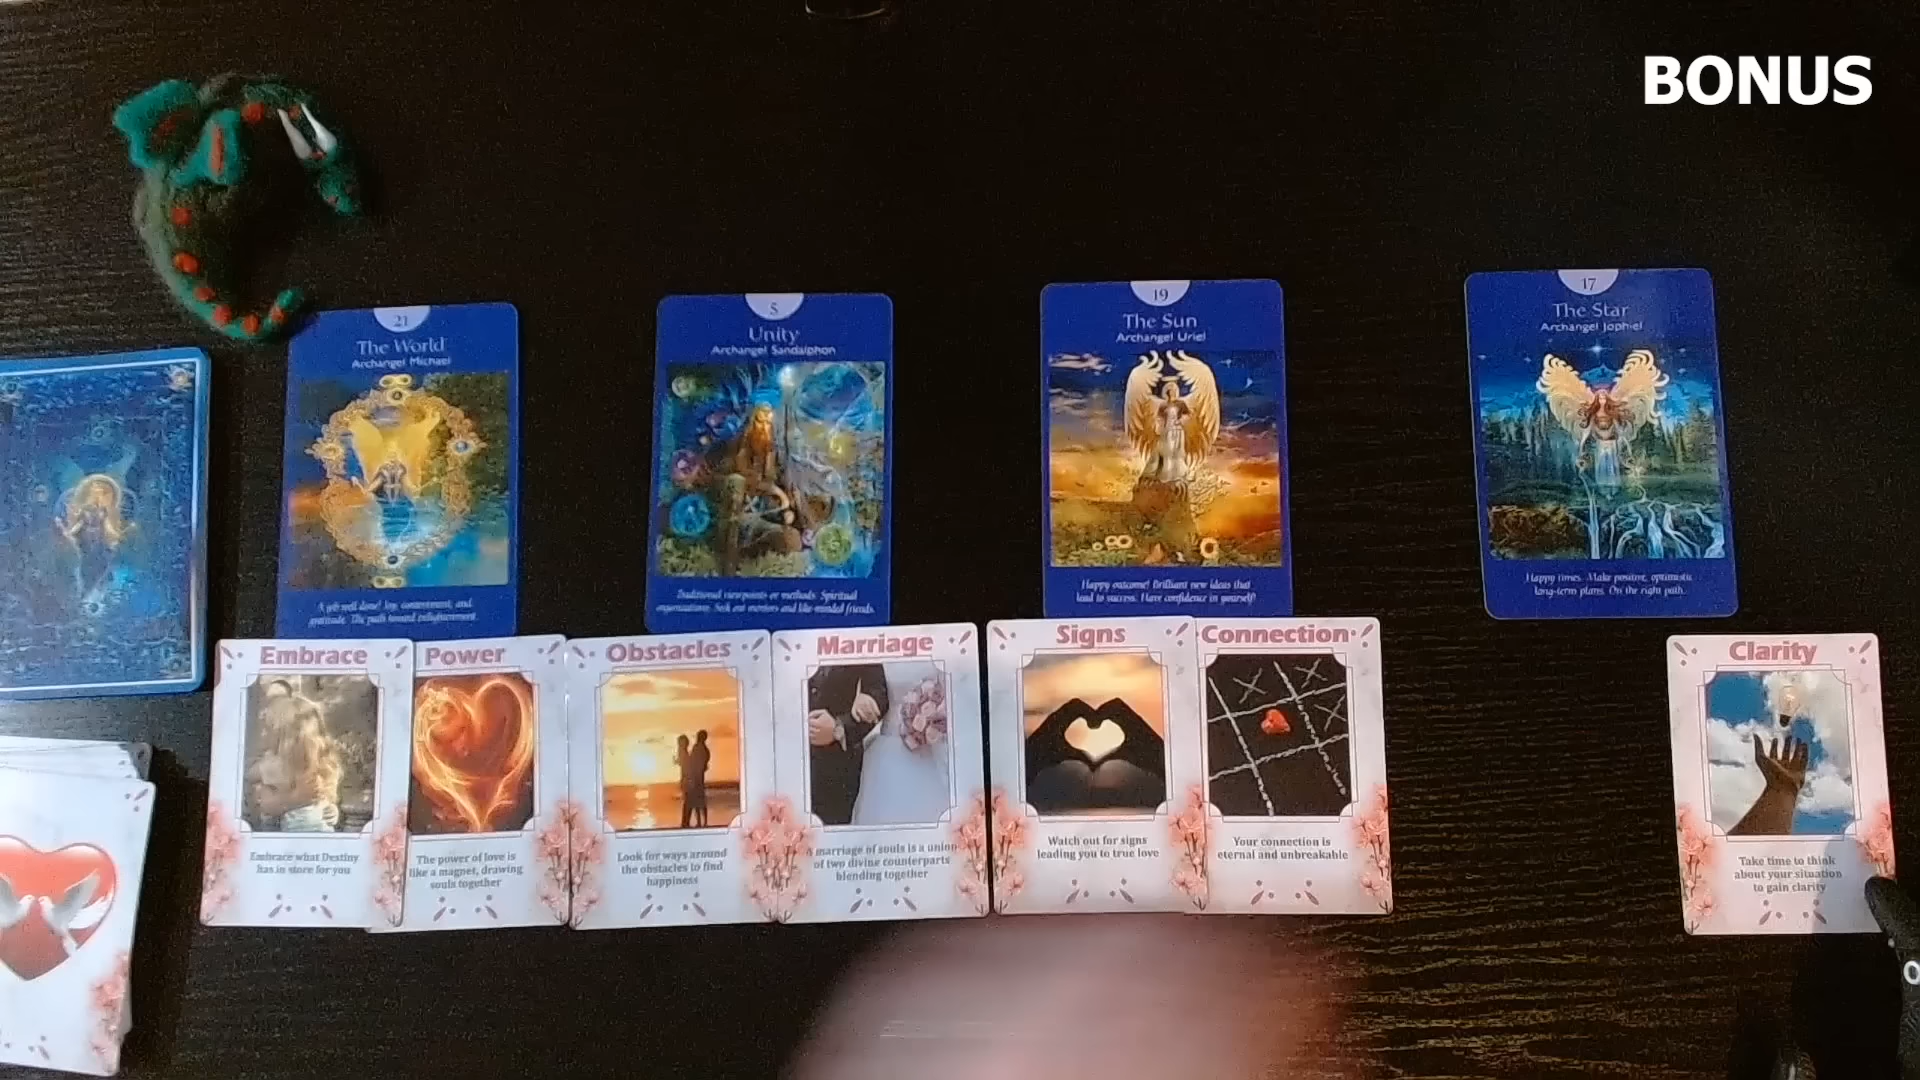 BONUS
21
The World
Archangel Michael
A job well done! Joy, contentment, and
gratitude. The path toward enlightenment.
5
Unity
Archangel Sandalphon
Traditional viewpoints or methods. Spiritual
organizations. Seek out mentors and like-minded friends.
19
The Sun
Archangel Uriel
Happy outcome! Brilliant new ideas that
lead to success. Have confidence in yourself!
17
The Star
Archangel Jophiel
Happy times. Make positive, optimistic
long-term plans. On the right path.
Embrace
Embrace what Destiny
has in store for you
Power
The power of love is
like a magnet, drawing
souls together
Obstacles
Look for ways around
the obstacles to find
happiness
Marriage
A marriage of souls is a union
of two divine counterparts
blending together
Signs
Watch out for signs
leading you to true love
Connection
Your connection is
eternal and unbreakable
Clarity
Take time to think
about your situation
to gain clarity